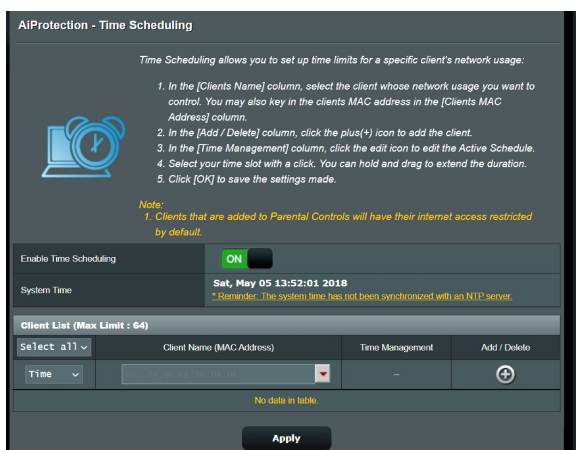 AiProtection - Time Scheduling
Time Scheduling allows you to set up time limits for a specific client's network usage:
1. In the [Clients Name] column, select the client whose network usage you want to
control. You may also key in the clients MAC address in the [Clients MAC
Address] column.
2. In the [Add / Delete] column, click the plus(+) icon to add the client.
3. In the [Time Management] column, click the edit icon to edit the Active Schedule.
4. Select your time slot with a click. You can hold and drag to extend the duration.
5. Click [OK] to save the settings made.
Note:
1. Clients that are added to Parental Controls will have their internet access restricted
by default.
Enable Time Scheduling ON
System Time Sat, May 05 13:52:01 2018
* Reminder: The system time has not been synchronized with an NTP server.
Client List (Max Limit : 64)
Select all Client Name (MAC Address) Time Management Add / Delete
Time –
No data in table.
Apply